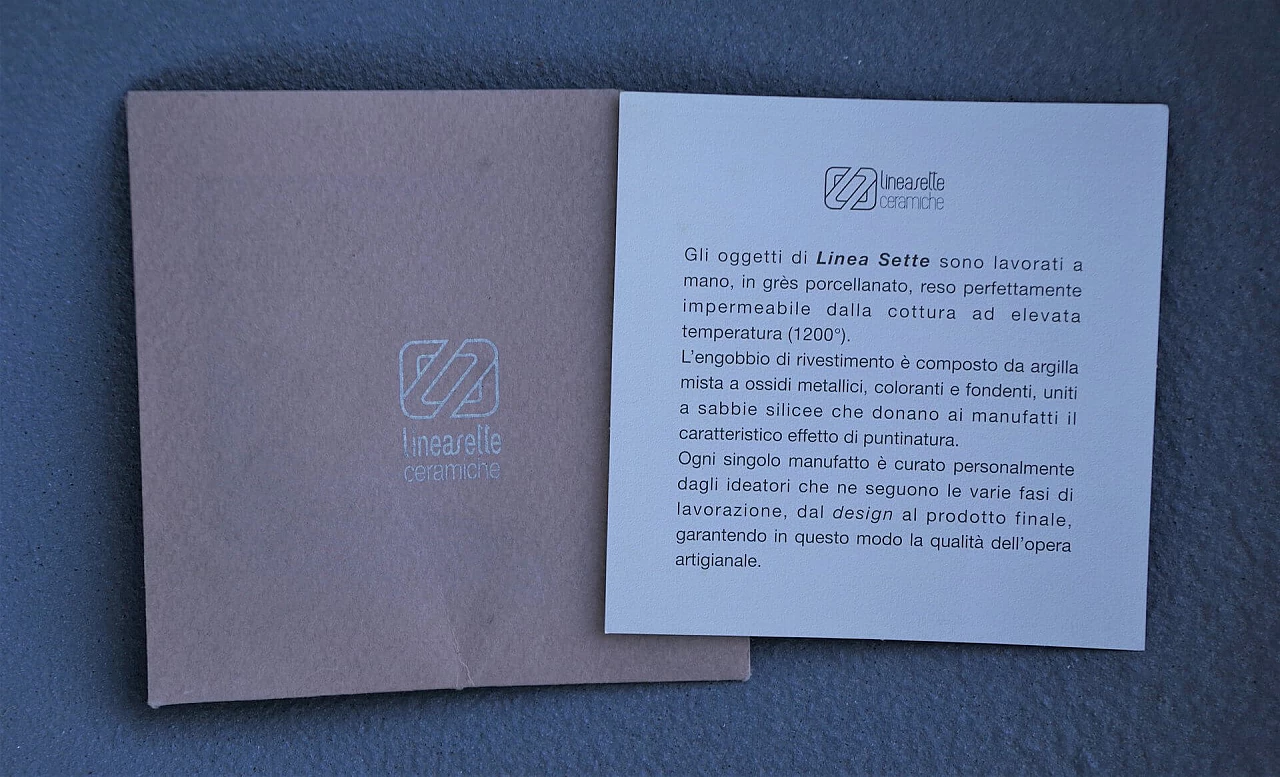 lineasette
ceramiche
lineasette
ceramiche
Gli oggetti di Linea Sette sono lavorati a
mano, in grès porcellanato, reso perfettamente
impermeabile dalla cottura ad elevata
temperatura (1200°).
L'engobbio di rivestimento è composto da argilla
mista a ossidi metallici, coloranti e fondenti, uniti
a sabbie silicee che donano ai manufatti il
caratteristico effetto di puntinatura.
Ogni singolo manufatto è curato personalmente
dagli ideatori che ne seguono le varie fasi di
lavorazione, dal design al prodotto finale,
garantendo in questo modo la qualità dell'opera
artigianale.